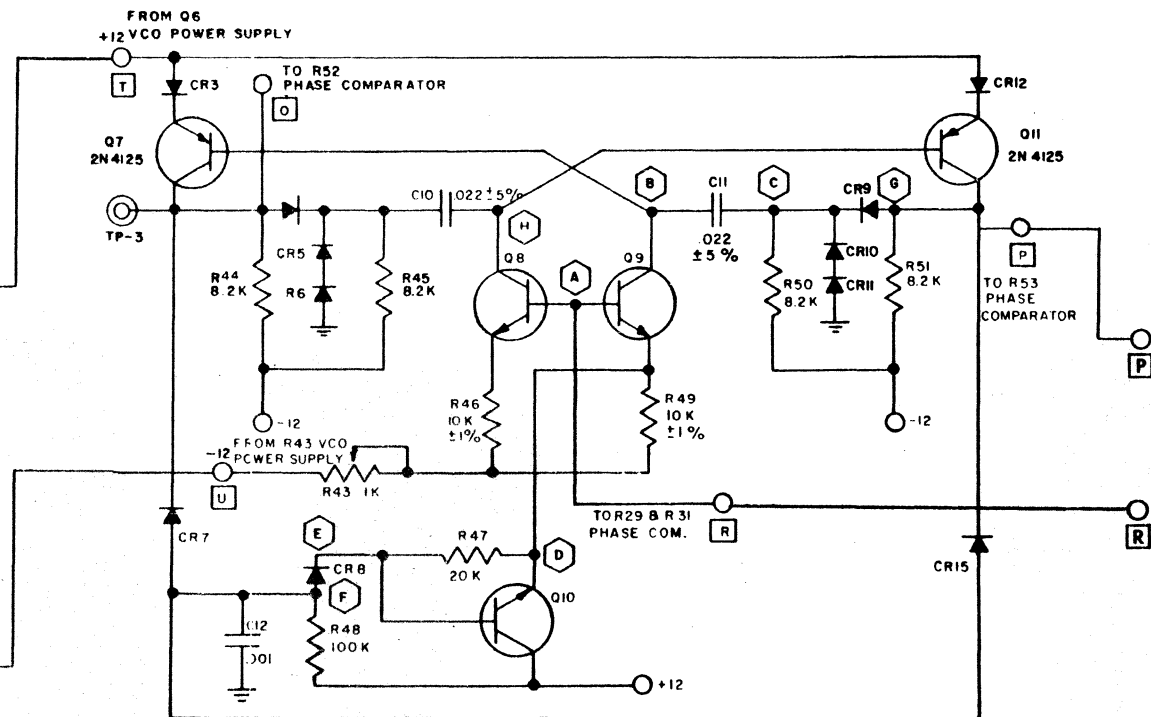 FROM Q6
+12 VCO POWER SUPPLY
T
CR3
TO R52
PHASE COMPARATOR
O
CR12
Q7
2N4125
Q11
2N 4125
TP-3
C10 .022 ±5%
H
B
C11
.022
±5%
C
CR9
G
R44
8.2K
CR5
R6
R45
8.2K
Q8
A
Q9
R50
8.2K
CR10
CR11
R51
8.2K
P
TO R53
PHASE
COMPARATOR
P
-12
R46
10K
±1%
R49
10K
±1%
-12
FROM R43 VCO
POWER SUPPLY
-12
U
R43 1K
TO R29 & R31
PHASE COM.
R
R
CR7
E
R47
20K
D
CR8
F
Q10
CR15
C12
.001
R48
100K
+12